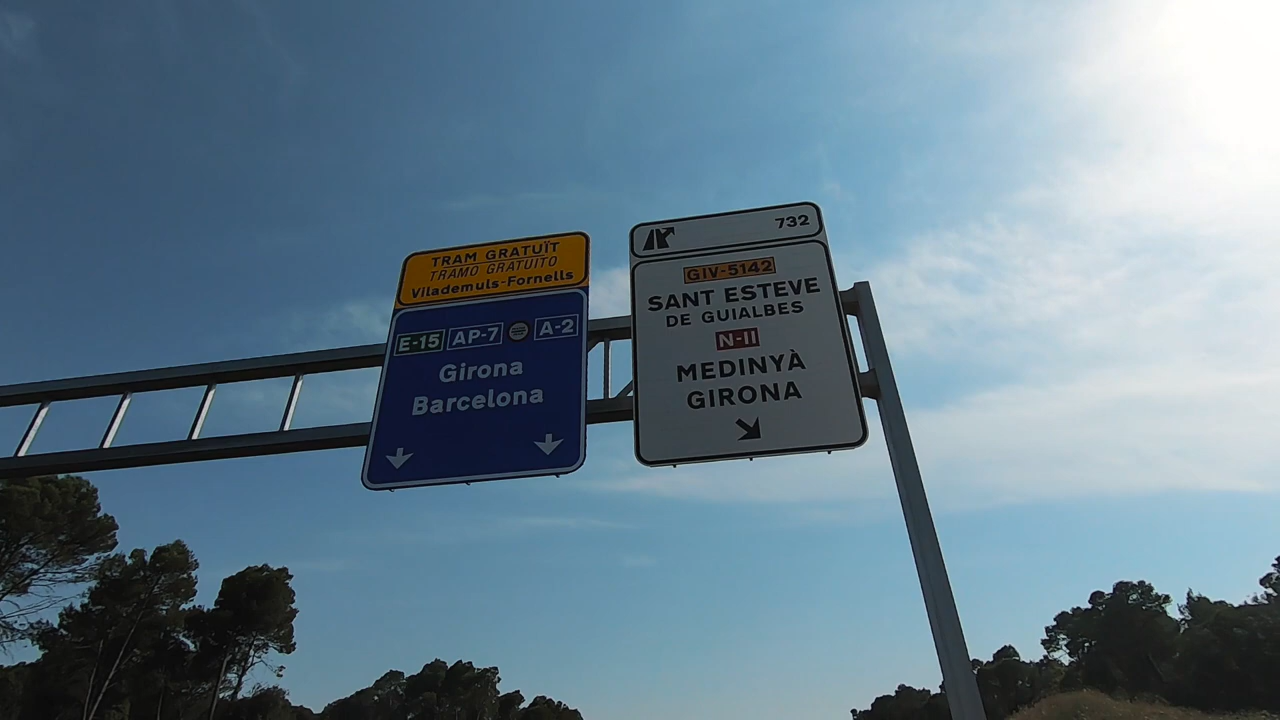 TRAM GRATUÏT
TRAMO GRATUITO
Vilademuls-Fornells
E-15 AP-7 A-2
Girona
Barcelona
732
GIV-5142
SANT ESTEVE
DE GUIALBES
N-II
MEDINYÀ
GIRONA